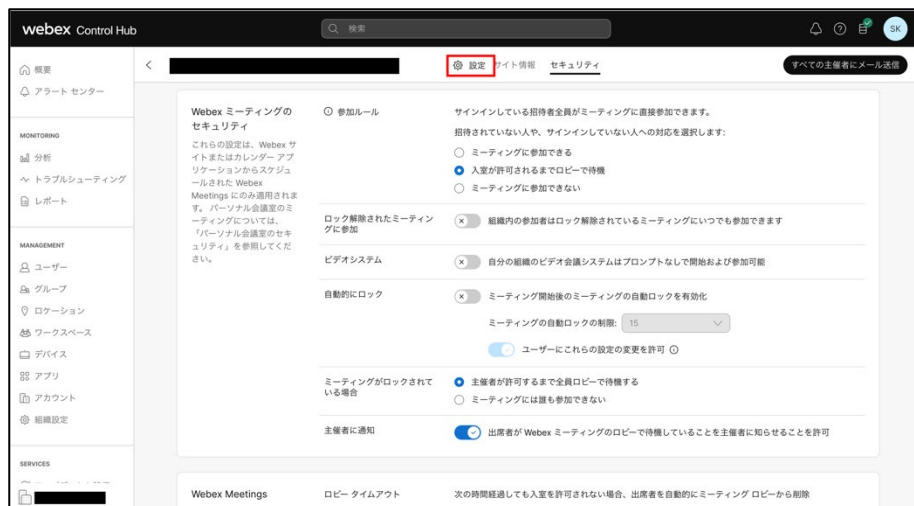 webex Control Hub
検索
SK
概要
アラート センター
MONITORING
分析
トラブルシューティング
レポート
MANAGEMENT
ユーザー
グループ
ロケーション
ワークスペース
デバイス
アプリ
アカウント
組織設定
SERVICES
設定 サイト情報 セキュリティ
すべての主催者にメール送信
Webex ミーティングの
セキュリティ
これらの設定は、Webex サ
イトまたはカレンダー アプ
リケーションからスケジュ
ールされた Webex
Meetings にのみ適用されま
す。 パーソナル会議室のミ
ーティングについては、
「パーソナル会議室のセキ
ュリティ」を参照してくだ
さい。
参加ルール
サインインしている招待者全員がミーティングに直接参加できます。
招待されていない人や、サインインしていない人への対応を選択します:
ミーティングに参加できる
入室が許可されるまでロビーで待機
ミーティングに参加できない
ロック解除されたミーティン
グに参加
組織内の参加者はロック解除されているミーティングにいつでも参加できます
ビデオシステム
自分の組織のビデオ会議システムはプロンプトなしで開始および参加可能
自動的にロック
ミーティング開始後のミーティングの自動ロックを有効化
ミーティングの自動ロックの制限: 15
ユーザーにこれらの設定の変更を許可
ミーティングがロックされて
いる場合
主催者が許可するまで全員ロビーで待機する
ミーティングには誰も参加できない
主催者に通知
出席者が Webex ミーティングのロビーで待機していることを主催者に知らせることを許可
Webex Meetings
ロビー タイムアウト
次の時間経過しても入室を許可されない場合、出席者を自動的にミーティング ロビーから削除